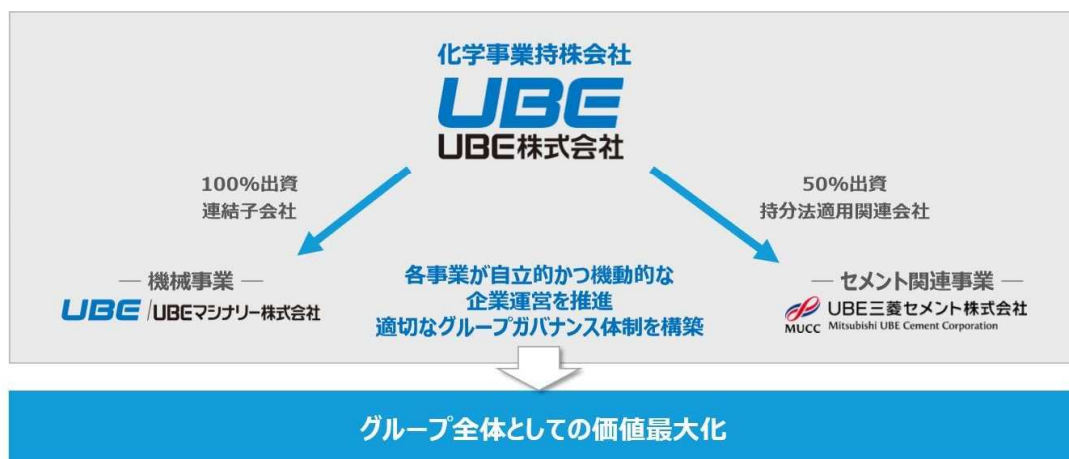 化学事業持株会社
UBE
UBE株式会社
100%出資
連結子会社
50%出資
持分法適用関連会社
― 機械事業 ―
UBE /UBEマシナリー株式会社
各事業が自立的かつ機動的な
企業運営を推進
適切なグループガバナンス体制を構築
― セメント関連事業 ―
MUCC UBE三菱セメント株式会社
Mitsubishi UBE Cement Corporation
グループ全体としての価値最大化